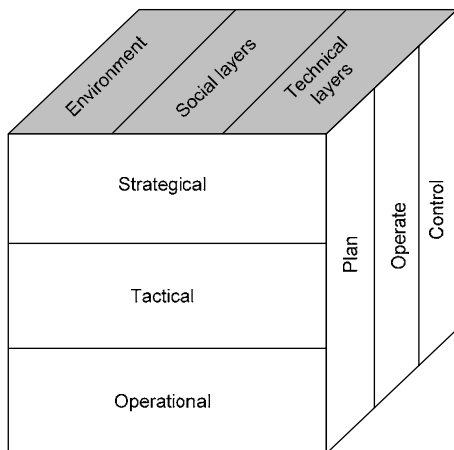 Environment
Social layers
Technical
layers
Strategical
Tactical
Operational
Plan
Operate
Control